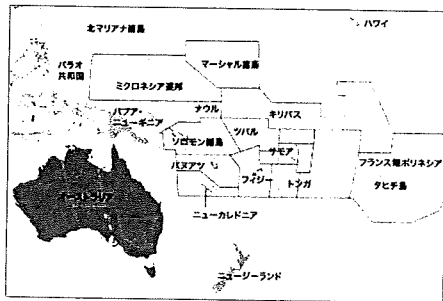 北マリアナ諸島
ハワイ
マーシャル諸島
パラオ
共和国
ミクロネシア連邦
ナウル
キリバス
パプア・
ニューギニア
ツバル
ソロモン諸島
サモア
フランス領ポリネシア
バヌアツ
フィジー
トンガ
タヒチ島
オーストラリア
ニューカレドニア
ニュージーランド